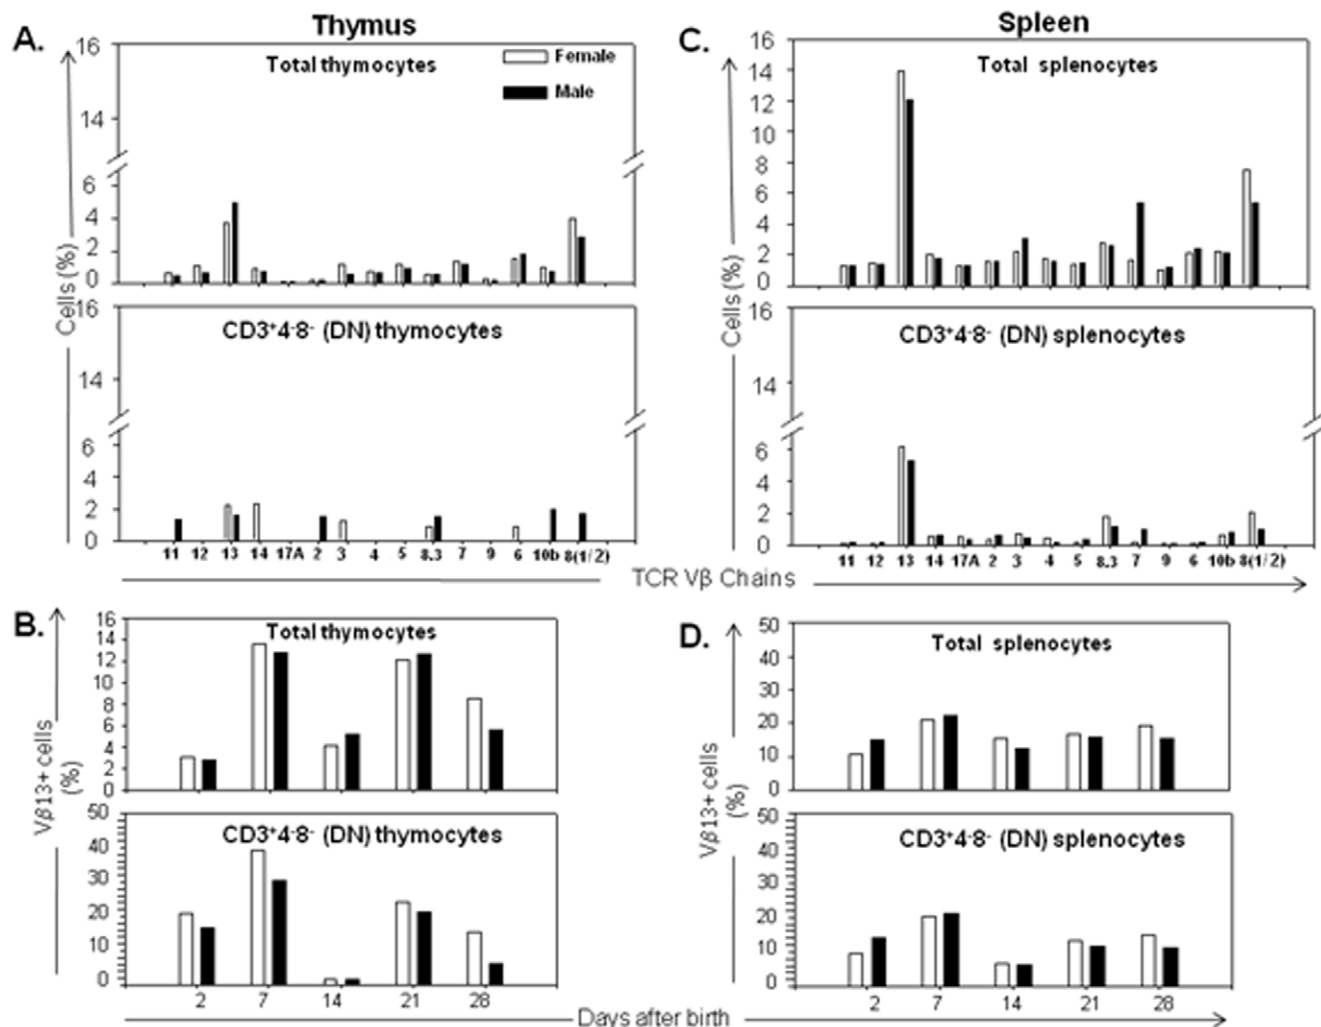 Thymus
Spleen
A.
16
14
6
4
2
0
Total thymocytes
Female
Male
Cells (%)
16
14
6
4
2
0
CD3+4-8- (DN) thymocytes
11 12 13 14 17A 2 3 4 5 8.3 7 9 6 10b 8(1/2)
C.
16
14
12
10
8
6
4
2
0
Total splenocytes
Cells (%)
16
14
6
4
2
0
CD3+4-8- (DN) splenocytes
11 12 13 14 17A 2 3 4 5 8.3 7 9 6 10b 8(1/2)
TCR Vβ Chains
B.
16
14
12
10
8
6
4
2
0
Total thymocytes
Vβ13+ cells
(%)
50
40
30
20
10
0
CD3+4-8- (DN) thymocytes
2 7 14 21 28
D.
50
40
30
20
10
0
Total splenocytes
Vβ13+ cells
(%)
50
40
30
20
10
0
CD3+4-8- (DN) splenocytes
2 7 14 21 28
Days after birth